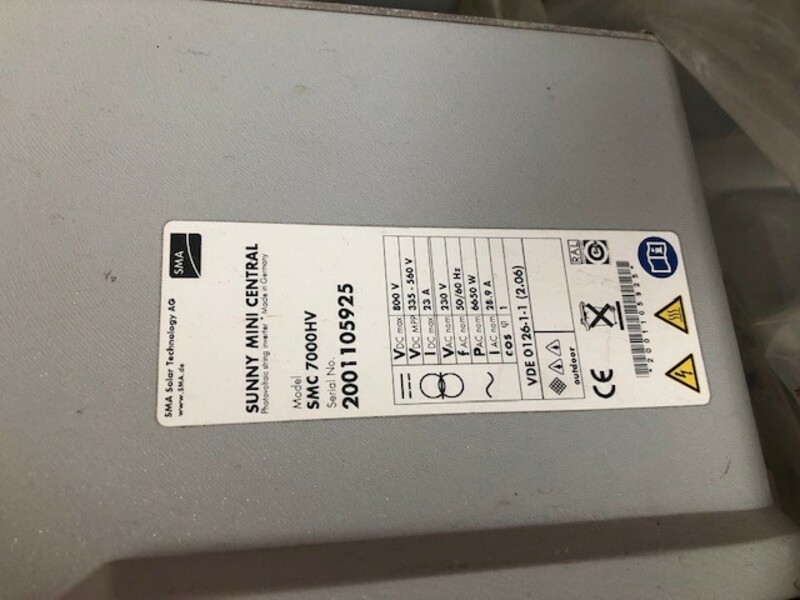 SMA
SMA Solar Technology AG
www.SMA.de
SUNNY MINI CENTRAL
Photovoltaic string inverter * Made in Germany
Model
SMC 7000HV
Serial No.
2001105925
VDC max 800 V
VDC MPP 335 - 560 V
IDC max 23 A
VAC nom 230 V
fAC nom 50/60 Hz
PAC nom 6650 W
IAC nom 28.9 A
cos φ 1
VDE 0126-1-1 (2.06)
outdoor
RAL
CE
*2001105925*